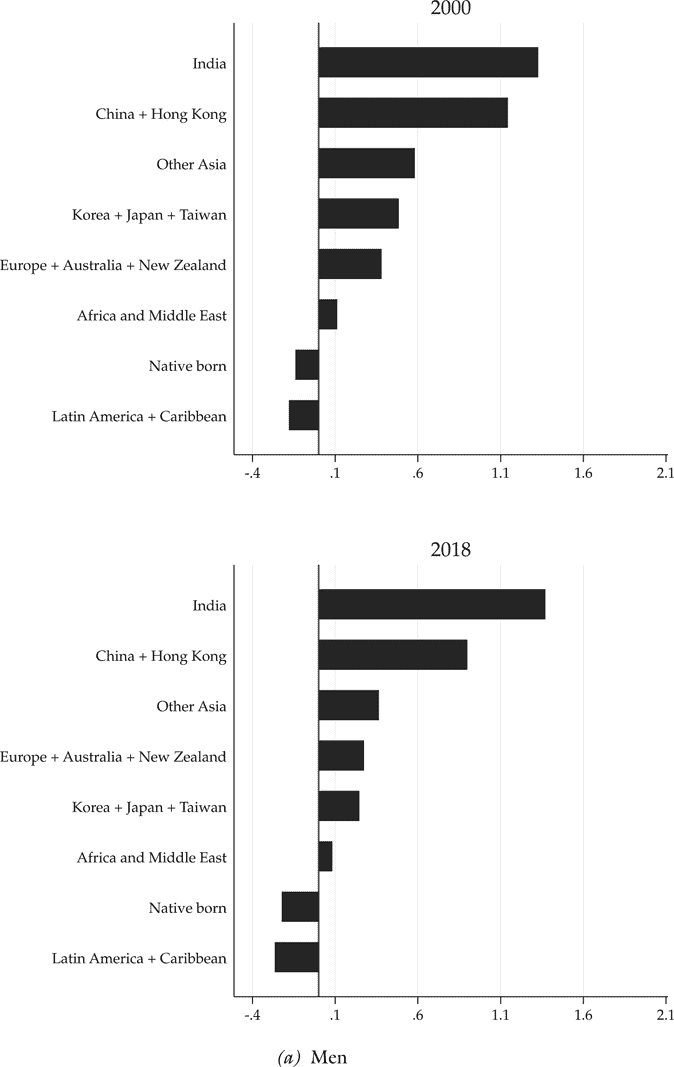 2000
India
China + Hong Kong
Other Asia
Korea + Japan + Taiwan
Europe + Australia + New Zealand
Africa and Middle East
Native born
Latin America + Caribbean
-.4 .1 .6 1.1 1.6 2.1
2018
India
China + Hong Kong
Other Asia
Europe + Australia + New Zealand
Korea + Japan + Taiwan
Africa and Middle East
Native born
Latin America + Caribbean
-.4 .1 .6 1.1 1.6 2.1
(a) Men